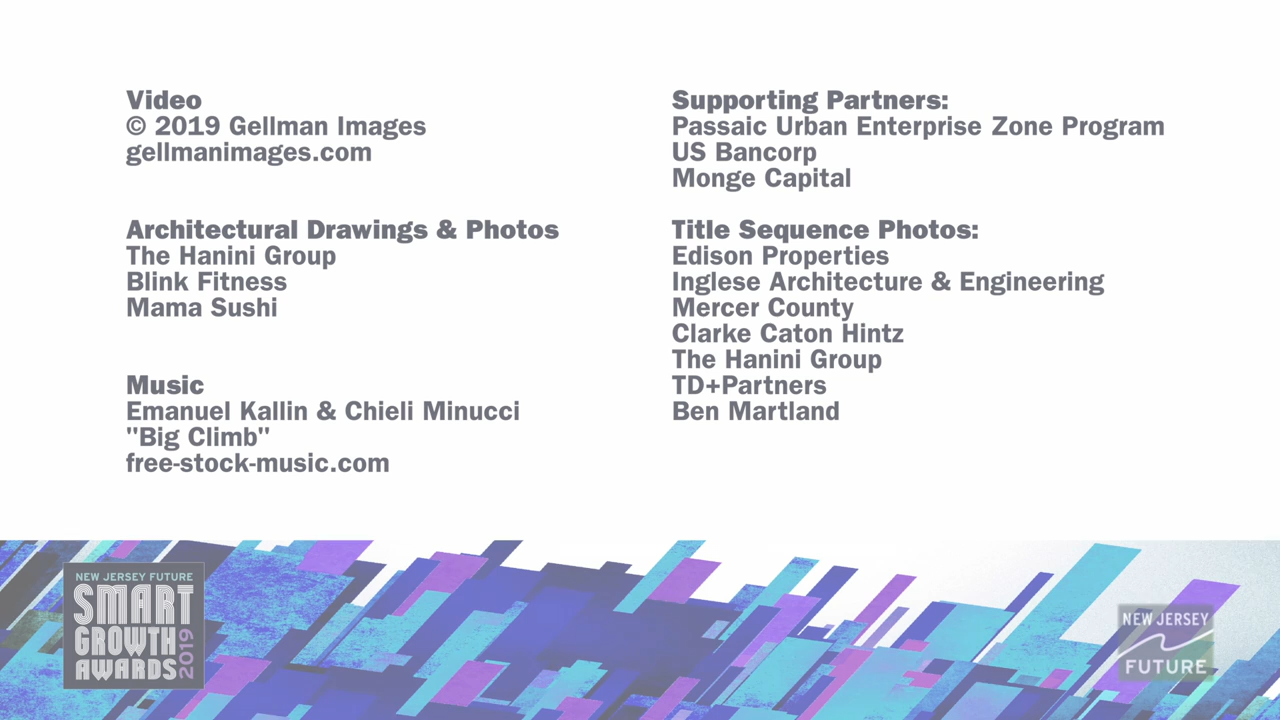 Video
© 2019 Gellman Images
gellmanimages.com
Architectural Drawings & Photos
The Hanini Group
Blink Fitness
Mama Sushi
Music
Emanuel Kallin & Chieli Minucci
"Big Climb"
free-stock-music.com
Supporting Partners:
Passaic Urban Enterprise Zone Program
US Bancorp
Monge Capital
Title Sequence Photos:
Edison Properties
Inglese Architecture & Engineering
Mercer County
Clarke Caton Hintz
The Hanini Group
TD+Partners
Ben Martland
NEW JERSEY FUTURE
SMART
GROWTH
AWARDS
2019
NEW JERSEY
FUTURE